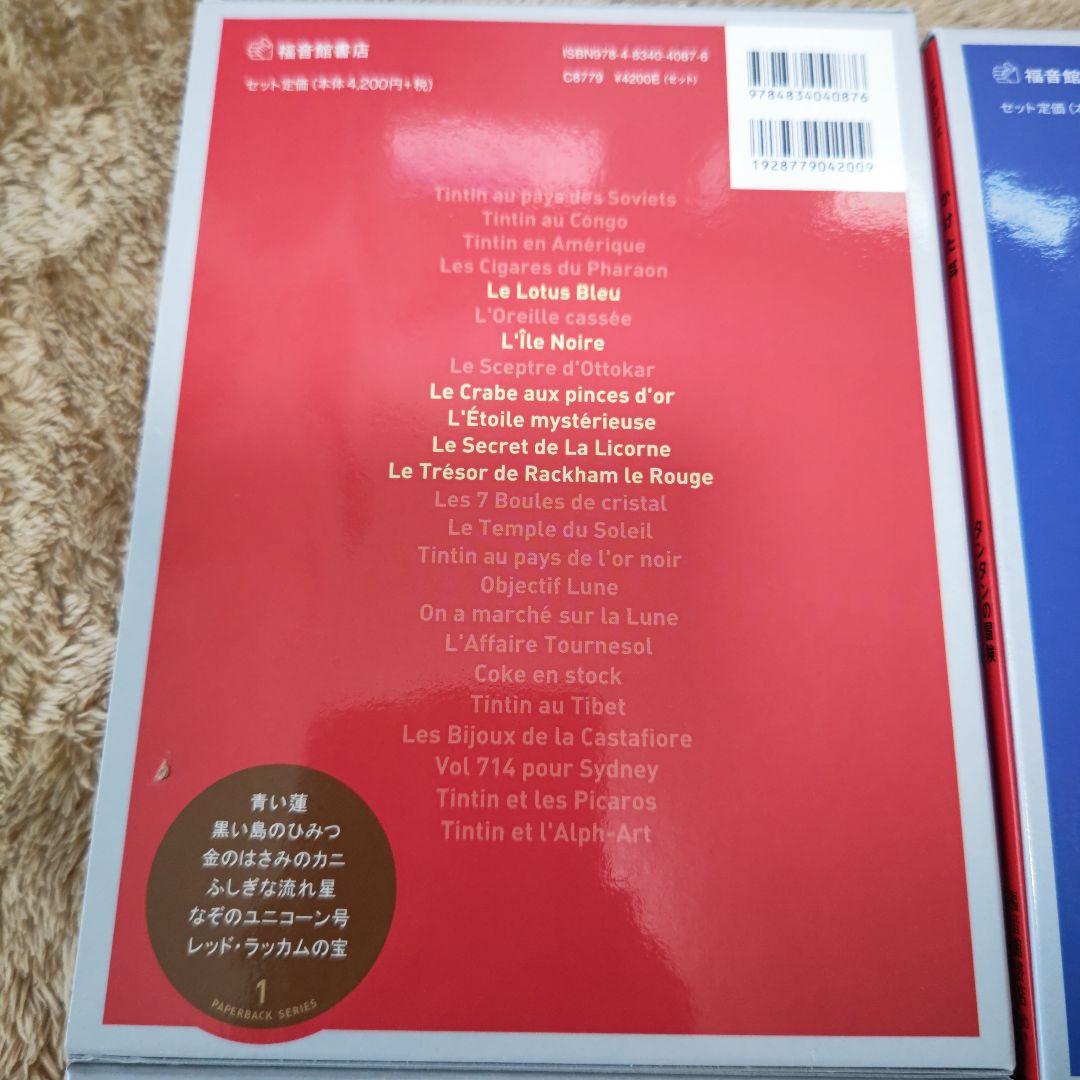 福音館書店
セット定価(本体4,200円+税)
ISBN978-4-8340-4087-6
C8779 ¥4200E (セット)
9784834040876
1928779042009
Tintin au pays des Soviets
Tintin au Congo
Tintin en Amérique
Les Cigares du Pharaon
Le Lotus Bleu
L'Oreille cassée
L'Île Noire
Le Sceptre d'Ottokar
Le Crabe aux pinces d'or
L'Étoile mystérieuse
Le Secret de La Licorne
Le Trésor de Rackham le Rouge
Les 7 Boules de cristal
Le Temple du Soleil
Tintin au pays de l'or noir
Objectif Lune
On a marché sur la Lune
L'Affaire Tournesol
Coke en stock
Tintin au Tibet
Les Bijoux de la Castafiore
Vol 714 pour Sydney
Tintin et les Picaros
Tintin et l'Alph-Art
青い蓮
黒い島のひみつ
金のはさみのカニ
ふしぎな流れ星
なぞのユニコーン号
レッド・ラッカムの宝
1
PAPERBACK SERIES
タンタンの冒険
福音館
セット定価(本